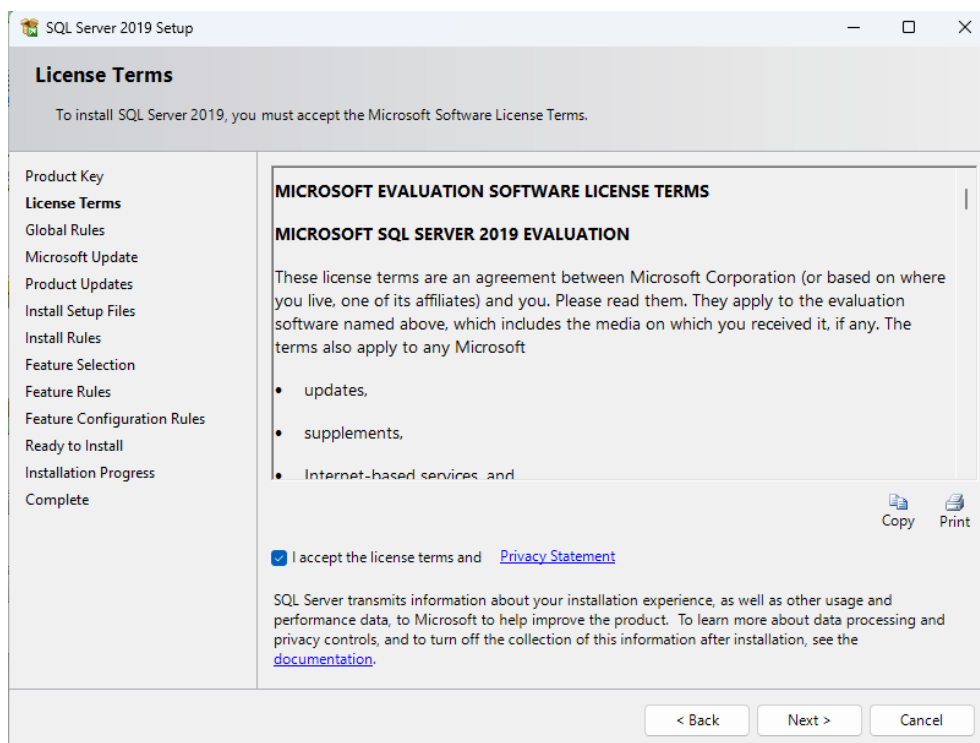 SQL Server 2019 Setup
License Terms
To install SQL Server 2019, you must accept the Microsoft Software License Terms.
Product Key
License Terms
Global Rules
Microsoft Update
Product Updates
Install Setup Files
Install Rules
Feature Selection
Feature Rules
Feature Configuration Rules
Ready to Install
Installation Progress
Complete
MICROSOFT EVALUATION SOFTWARE LICENSE TERMS
MICROSOFT SQL SERVER 2019 EVALUATION
These license terms are an agreement between Microsoft Corporation (or based on where
you live, one of its affiliates) and you. Please read them. They apply to the evaluation
software named above, which includes the media on which you received it, if any. The
terms also apply to any Microsoft
• updates,
• supplements,
• Internet-based services, and
Copy
Print
I accept the license terms and Privacy Statement
SQL Server transmits information about your installation experience, as well as other usage and
performance data, to Microsoft to help improve the product. To learn more about data processing and
privacy controls, and to turn off the collection of this information after installation, see the
documentation.
< Back
Next >
Cancel